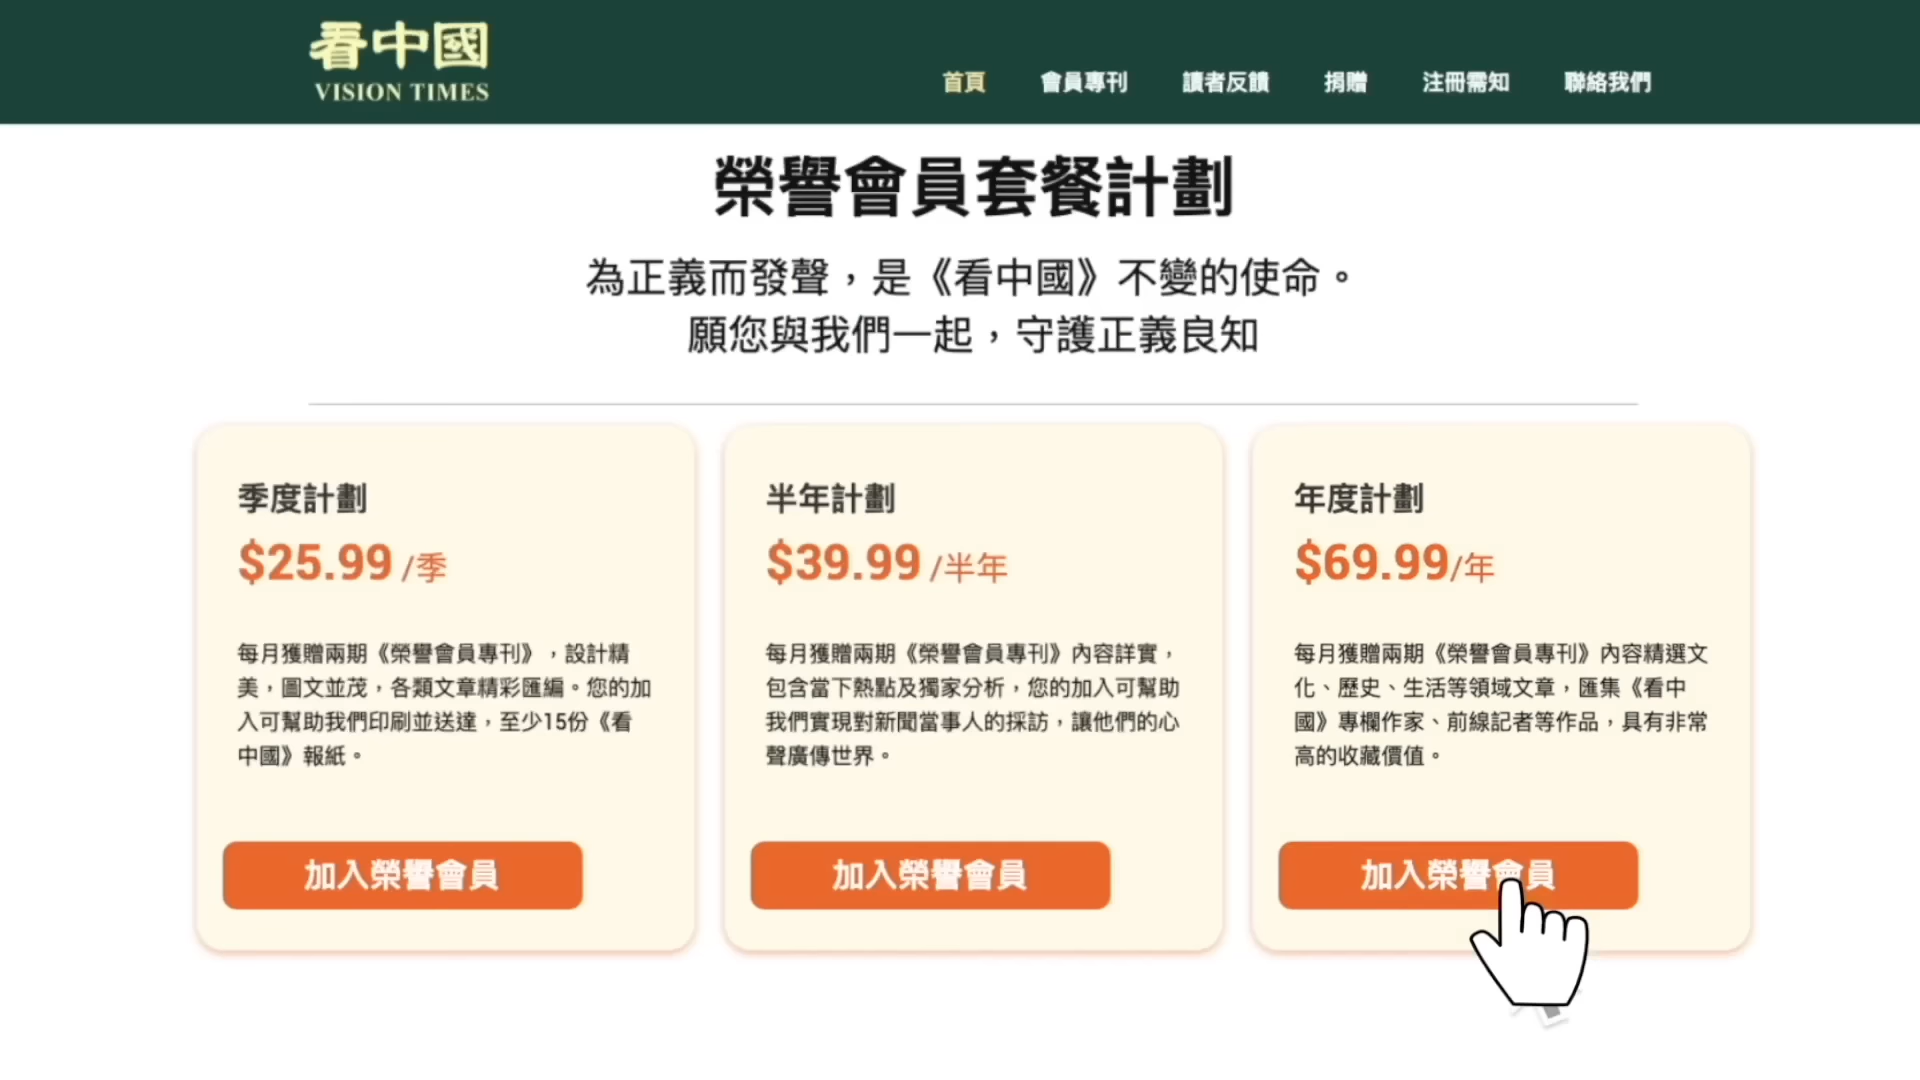 看中國
VISION TIMES
首頁 會員專刊 讀者反饋 捐贈 注冊需知 聯絡我們
榮譽會員套餐計劃
為正義而發聲，是《看中國》不變的使命。
願您與我們一起，守護正義良知
季度計劃
$25.99 /季
每月獲贈兩期《榮譽會員專刊》，設計精
美，圖文並茂，各類文章精彩匯編。您的加
入可幫助我們印刷並送達，至少15份《看
中國》報紙。
加入榮譽會員
半年計劃
$39.99 /半年
每月獲贈兩期《榮譽會員專刊》內容詳實，
包含當下熱點及獨家分析，您的加入可幫助
我們實現對新聞當事人的採訪，讓他們的心
聲廣傳世界。
加入榮譽會員
年度計劃
$69.99/年
每月獲贈兩期《榮譽會員專刊》內容精選文
化、歷史、生活等領域文章，匯集《看中
國》專欄作家、前線記者等作品，具有非常
高的收藏價值。
加入榮譽會員